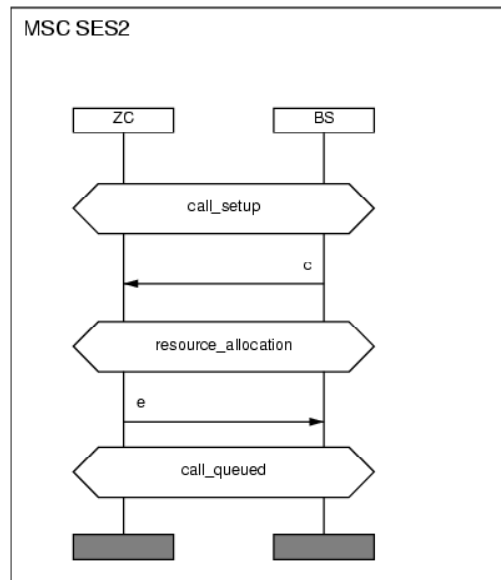 MSC SES2
ZC BS
call_setup
c
resource_allocation
e
call_queued